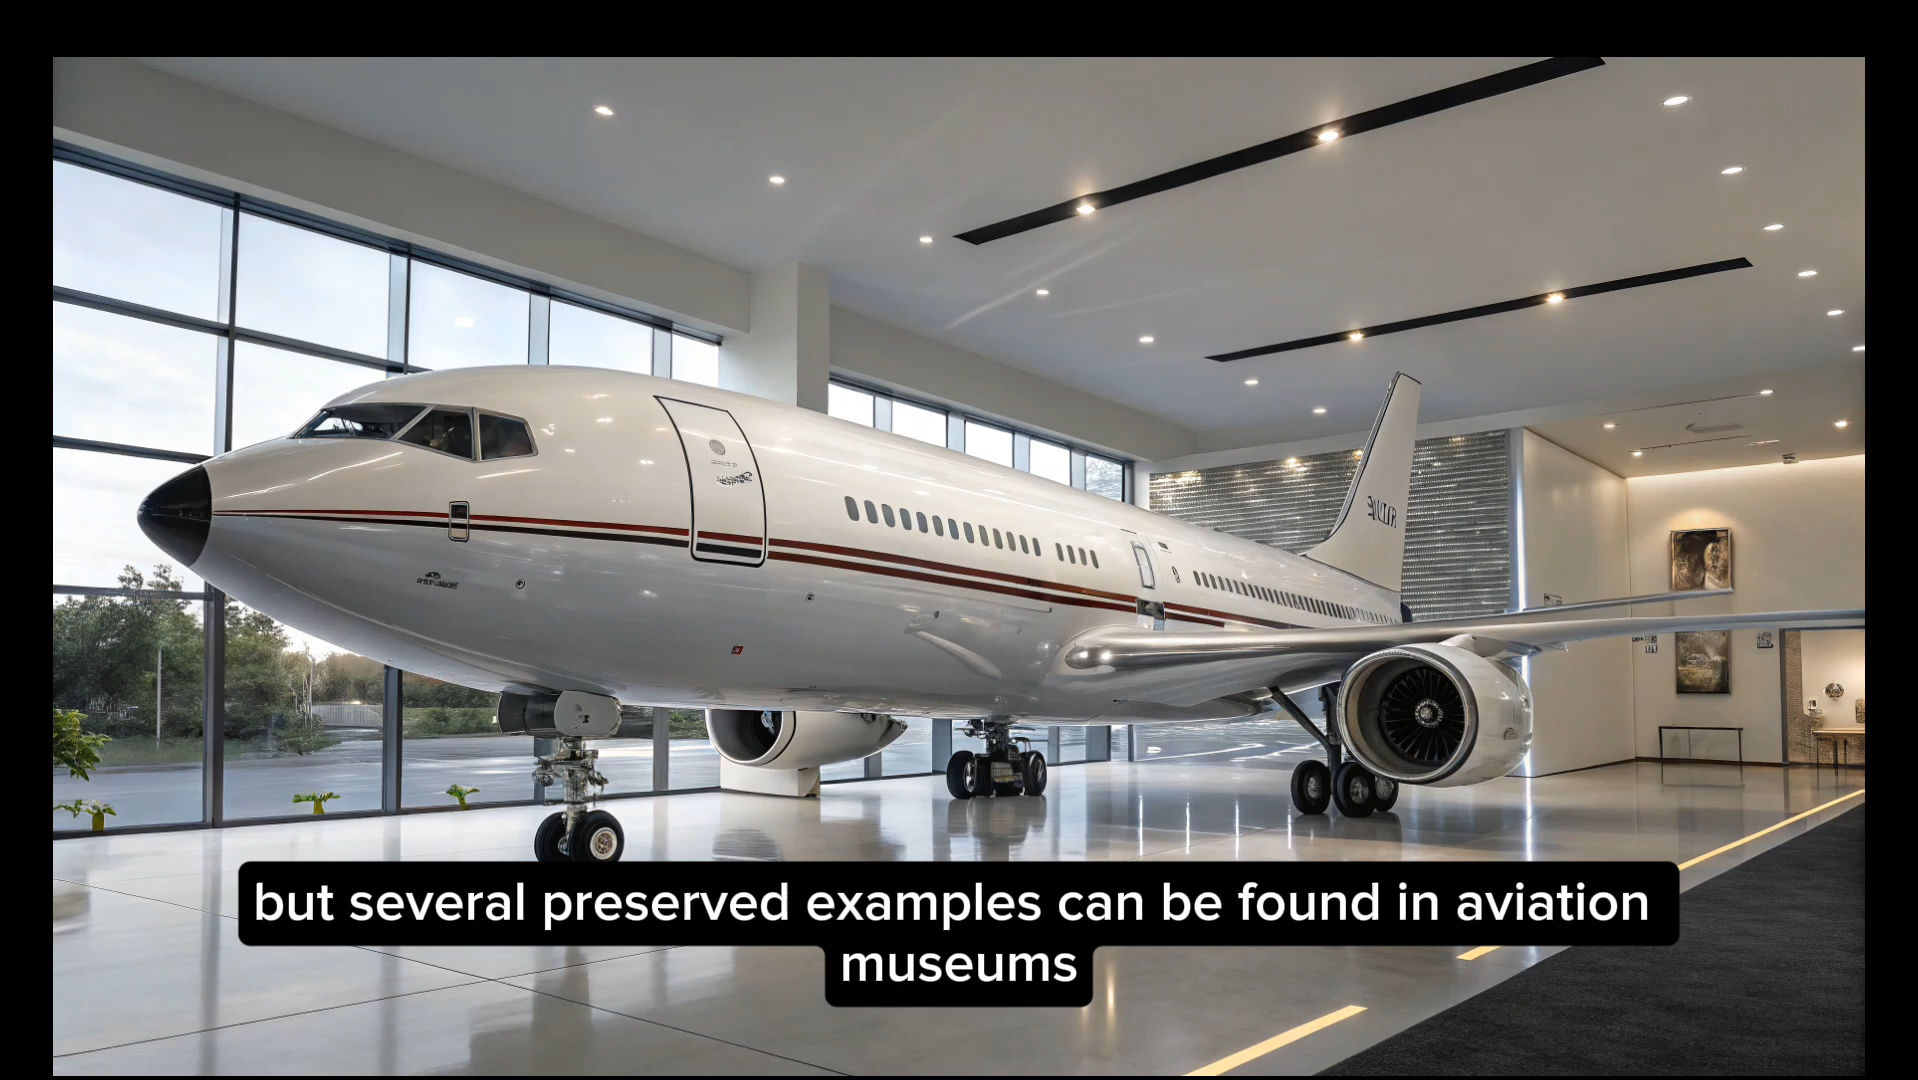 but several preserved examples can be found in aviation
museums